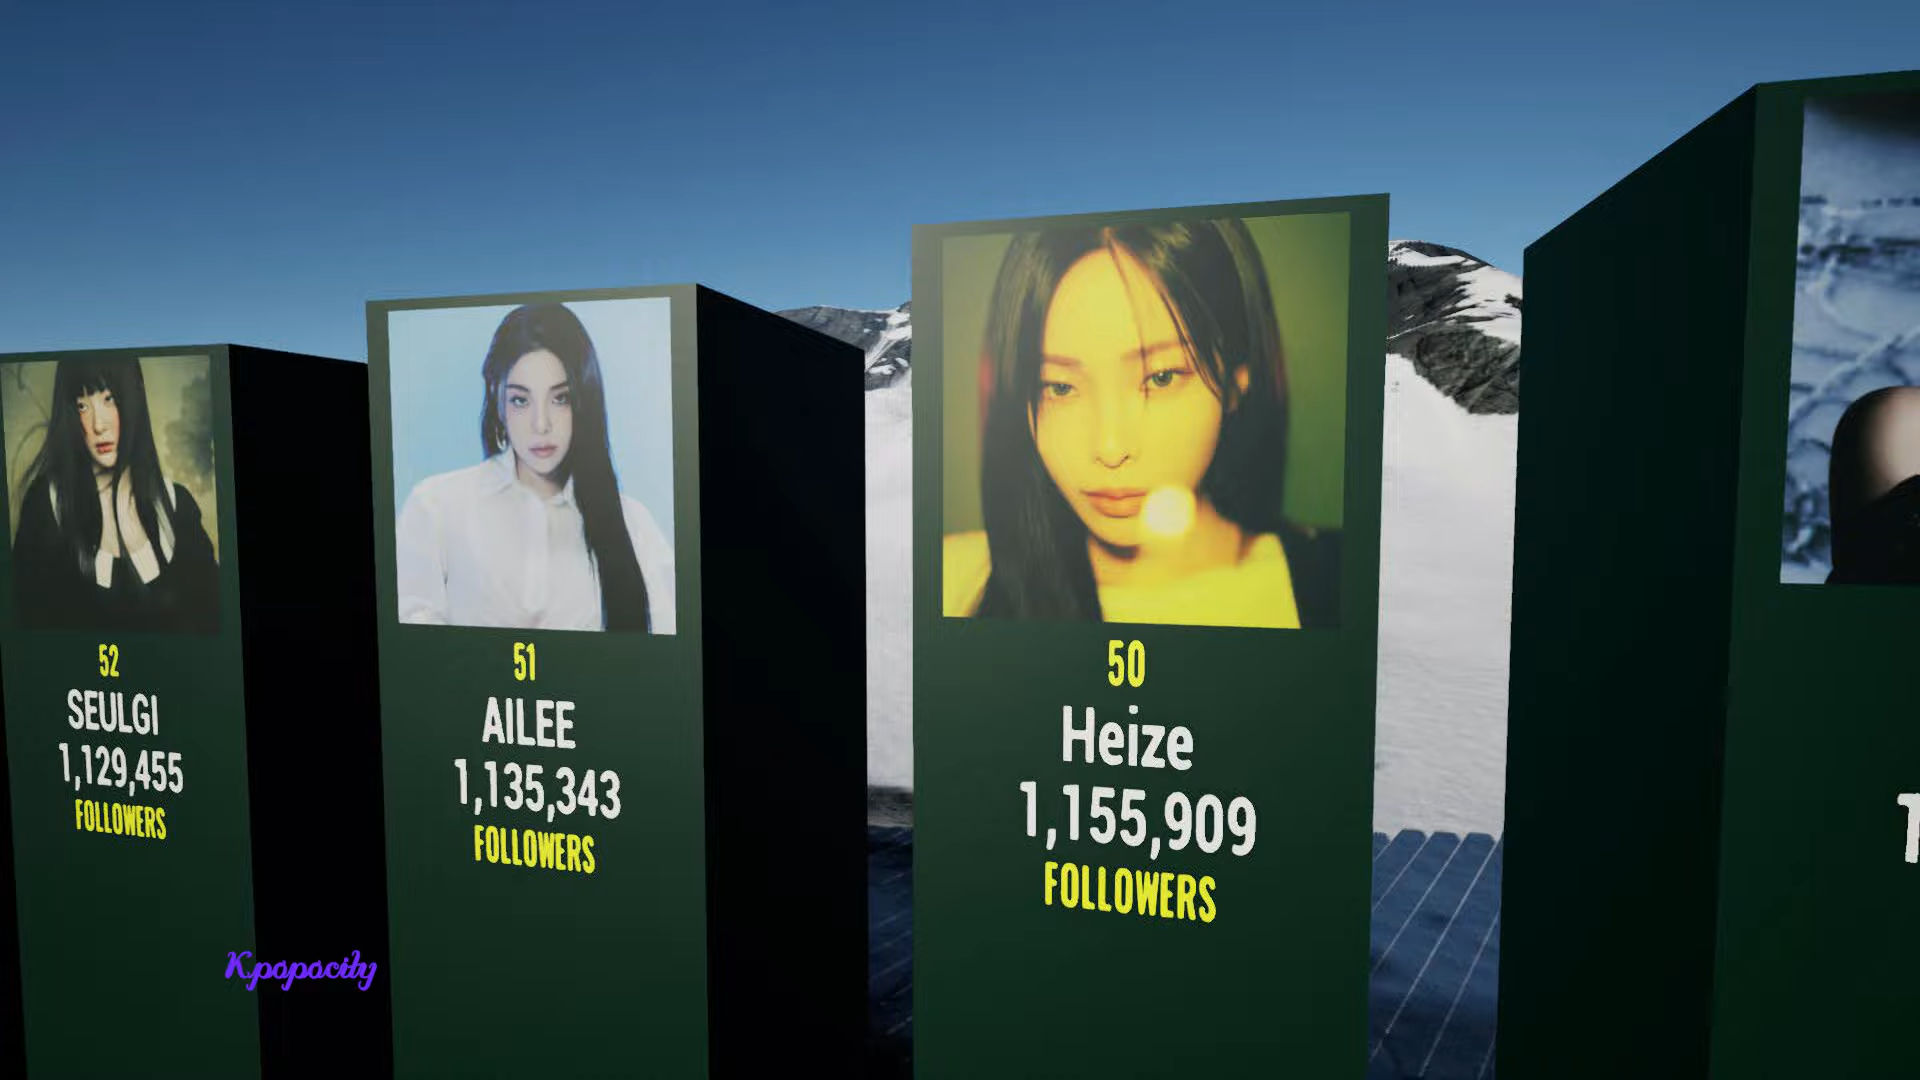 52
SEULGI
1,129,455
FOLLOWERS
51
AILEE
1,135,343
FOLLOWERS
50
Heize
1,155,909
FOLLOWERS
Kpopocity